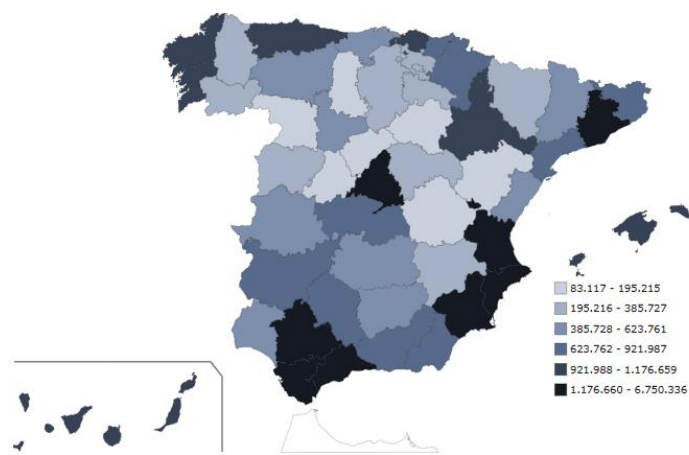 83.117 - 195.215
195.216 - 385.727
385.728 - 623.761
623.762 - 921.987
921.988 - 1.176.659
1.176.660 - 6.750.336